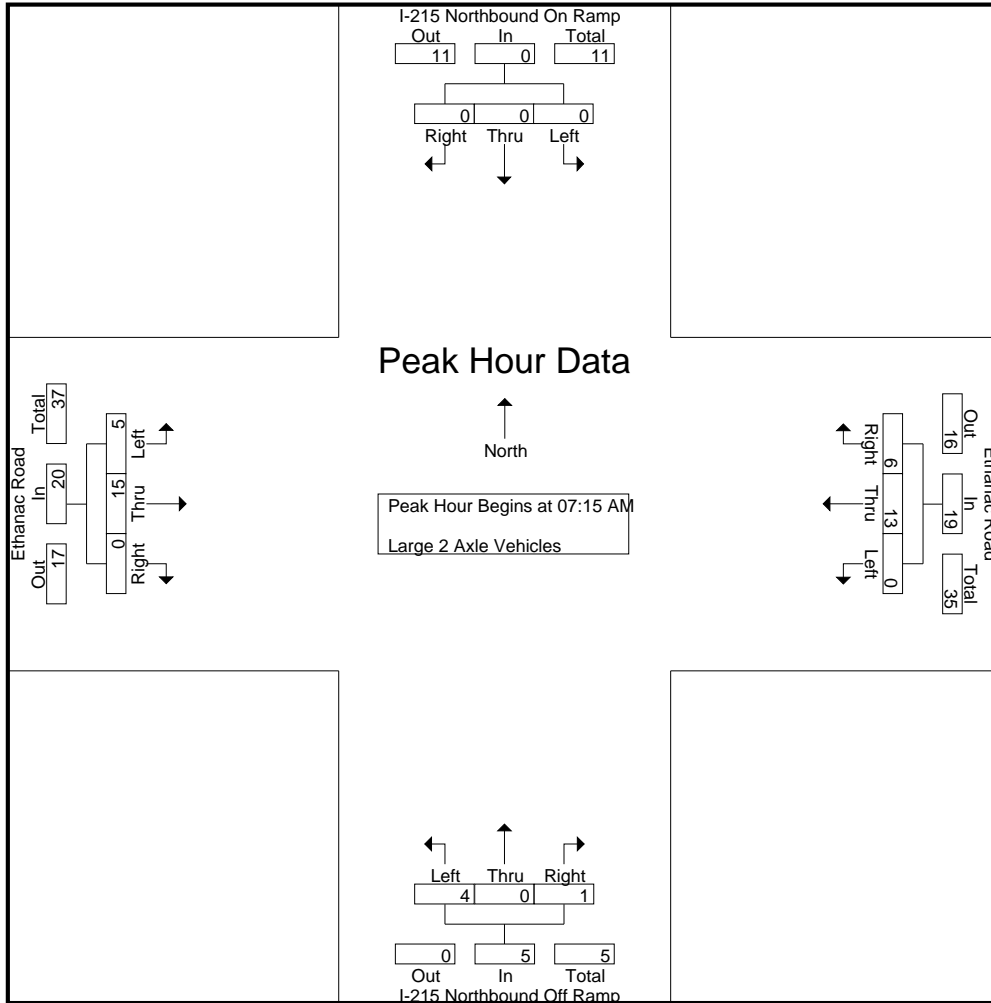 I-215 Northbound On Ramp
Out In Total
11 0 11
0 0 0
Right Thru Left
Peak Hour Data
North
Peak Hour Begins at 07:15 AM
Large 2 Axle Vehicles
Ethanac Road
Total In Out
37 20 17
5 15 0
Left Thru Right
Right Thru Left
6 13 0
16 19 35
Out In Total
Ethanac Road
Left Thru Right
4 0 1
0 5 5
Out In Total
I-215 Northbound Off Ramp